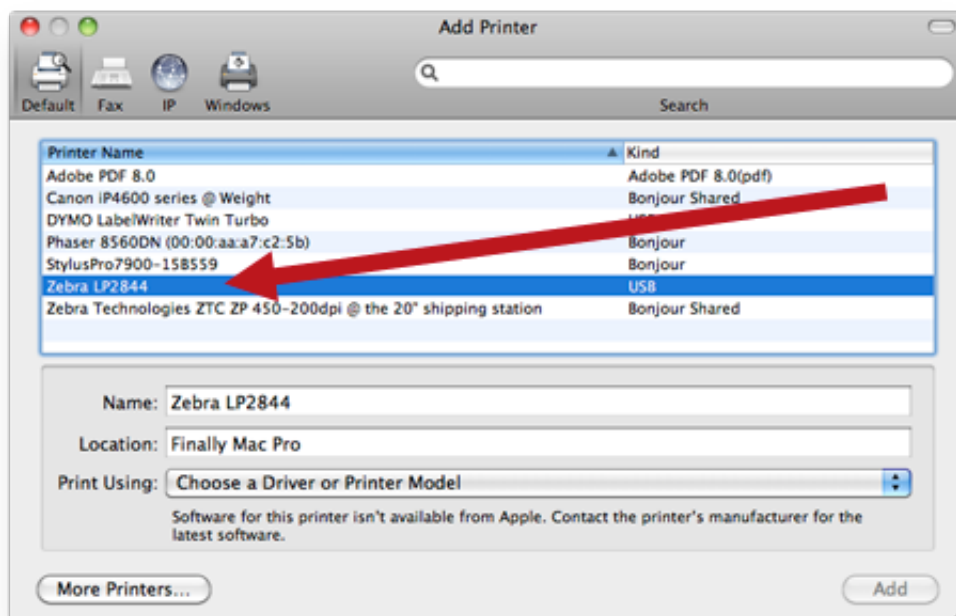 Add Printer
Default Fax IP Windows Search
Printer Name Kind
Adobe PDF 8.0 Adobe PDF 8.0(pdf)
Canon iP4600 series @ Weight Bonjour Shared
DYMO LabelWriter Twin Turbo
Phaser 8560DN (00:00:aa:a7:c2:5b) Bonjour
StylusPro7900-158559 Bonjour
Zebra LP2844 USB
Zebra Technologies ZTC ZP 450-200dpi @ the 20" shipping station Bonjour Shared
Name: Zebra LP2844
Location: Finally Mac Pro
Print Using: Choose a Driver or Printer Model
Software for this printer isn't available from Apple. Contact the printer's manufacturer for the
latest software.
More Printers... Add